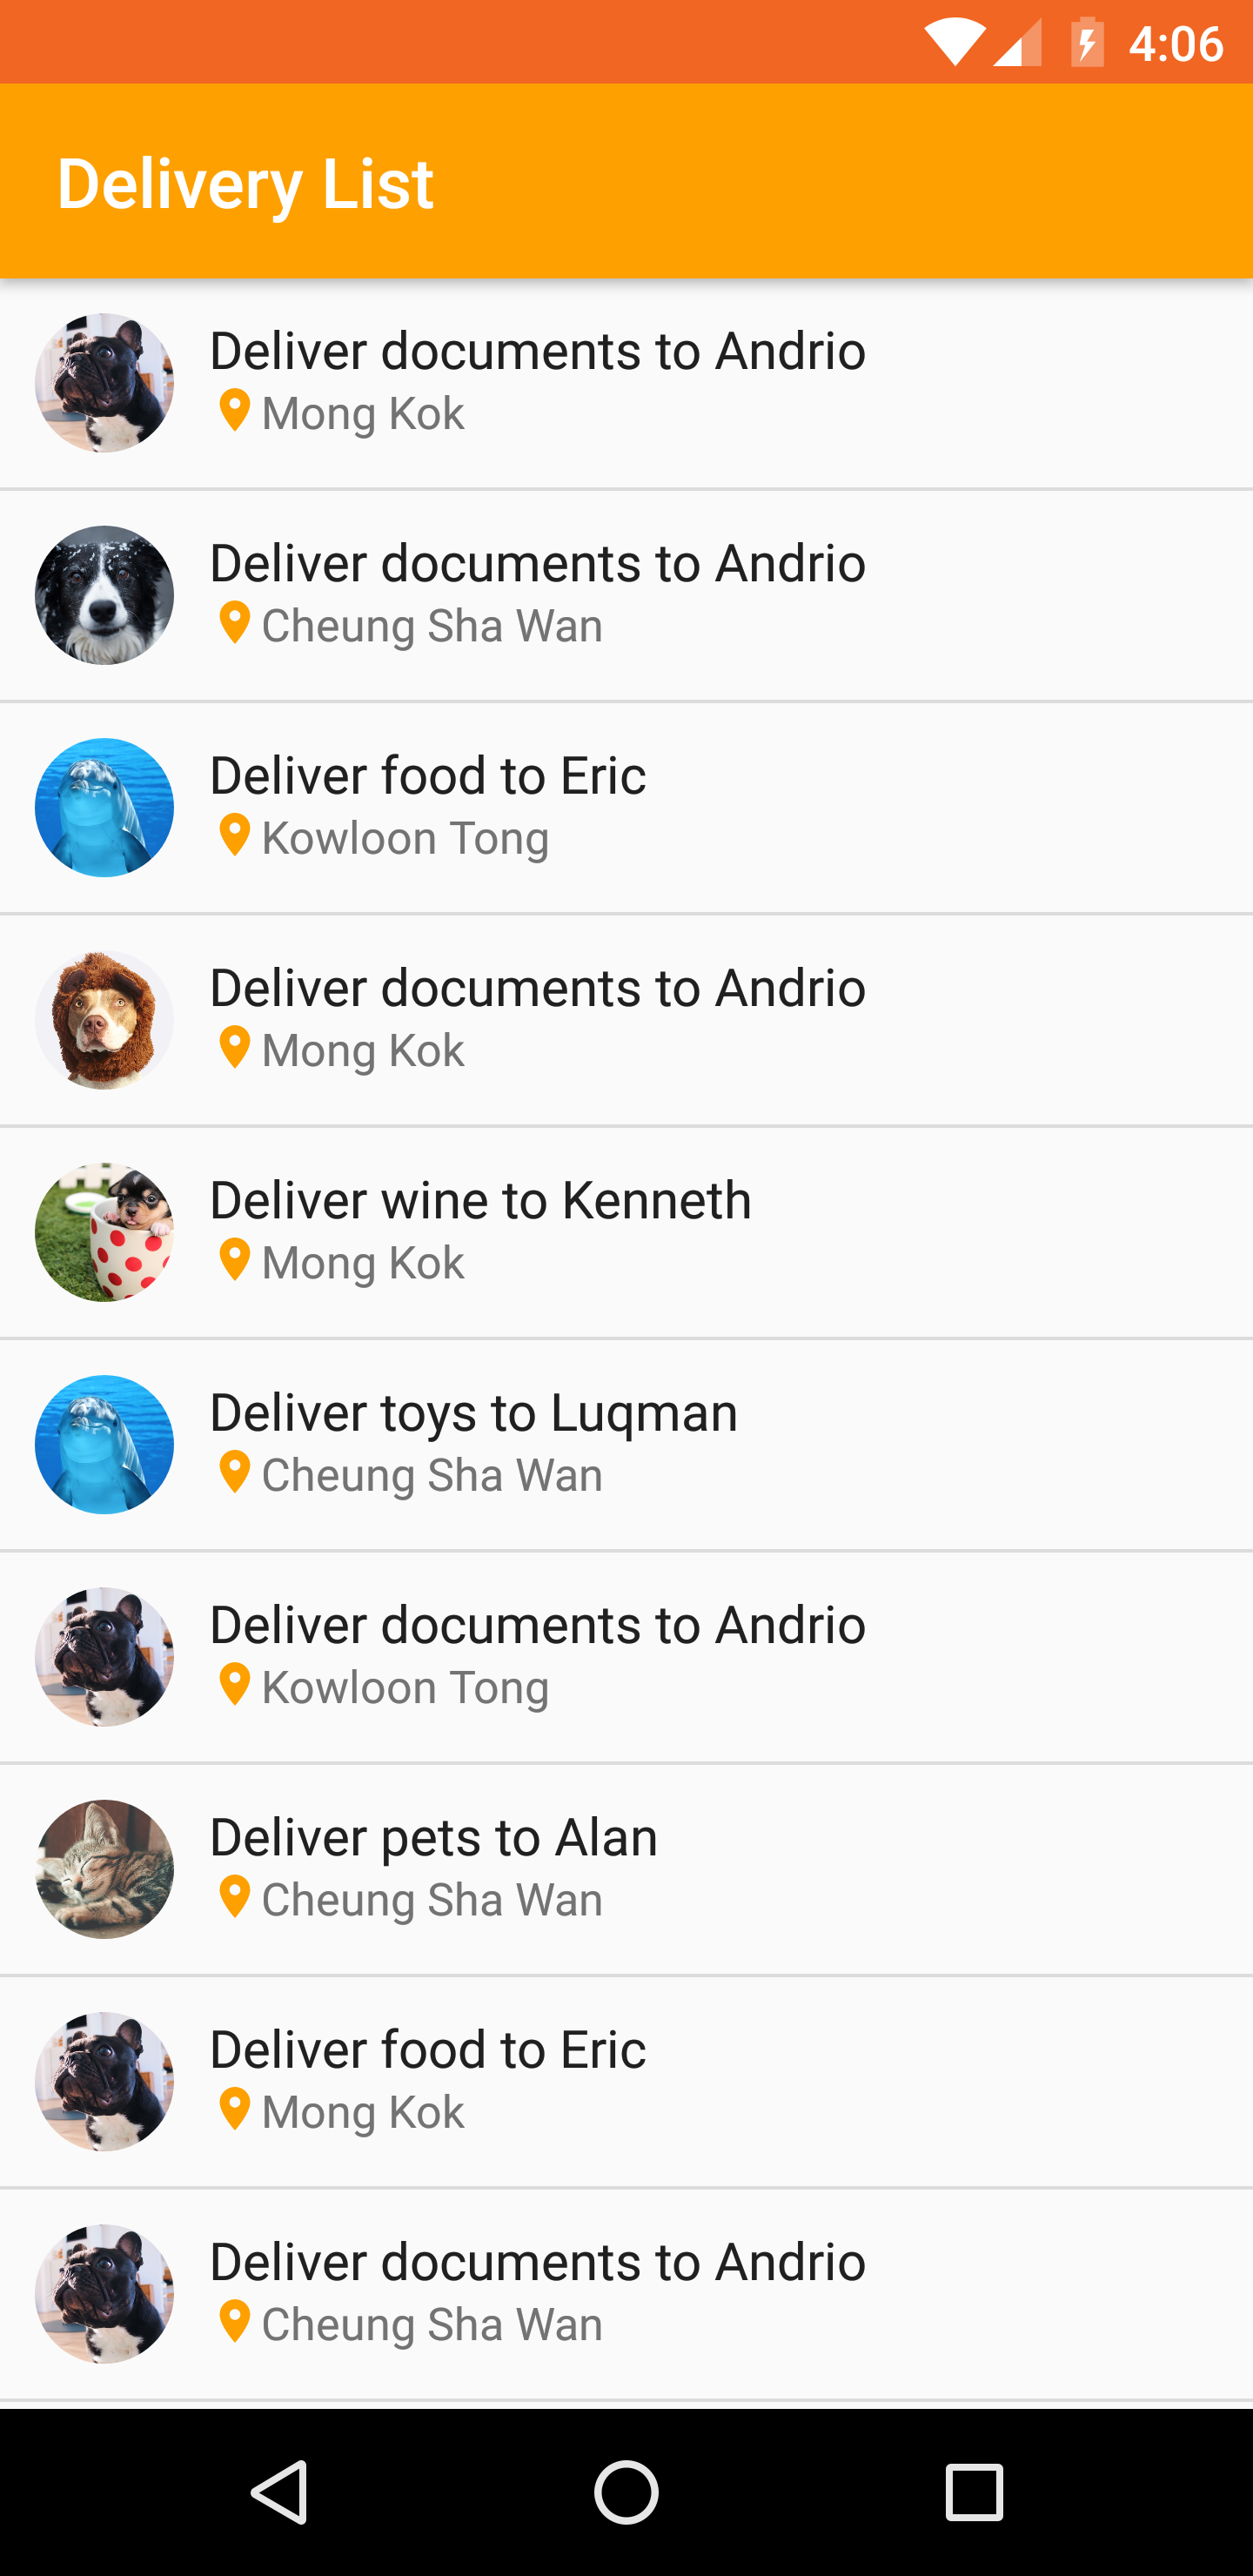 4:06
Delivery List
Deliver documents to Andrio
Mong Kok
Deliver documents to Andrio
Cheung Sha Wan
Deliver food to Eric
Kowloon Tong
Deliver documents to Andrio
Mong Kok
Deliver wine to Kenneth
Mong Kok
Deliver toys to Luqman
Cheung Sha Wan
Deliver documents to Andrio
Kowloon Tong
Deliver pets to Alan
Cheung Sha Wan
Deliver food to Eric
Mong Kok
Deliver documents to Andrio
Cheung Sha Wan